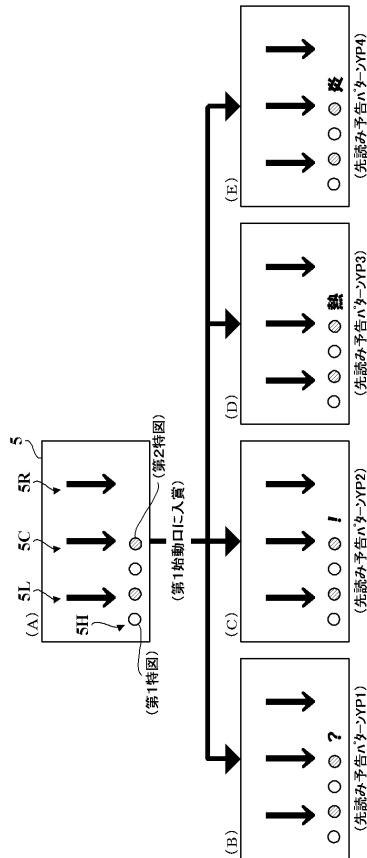 (A)
5L
5C
5R
5
5H
(第1特図)
(第2特図)
(第1始動口に入賞)
(B)
?
(先読み予告パターンYP1)
(C)
!
(先読み予告パターンYP2)
(D)
熱
(先読み予告パターンYP3)
(E)
炎
(先読み予告パターンYP4)